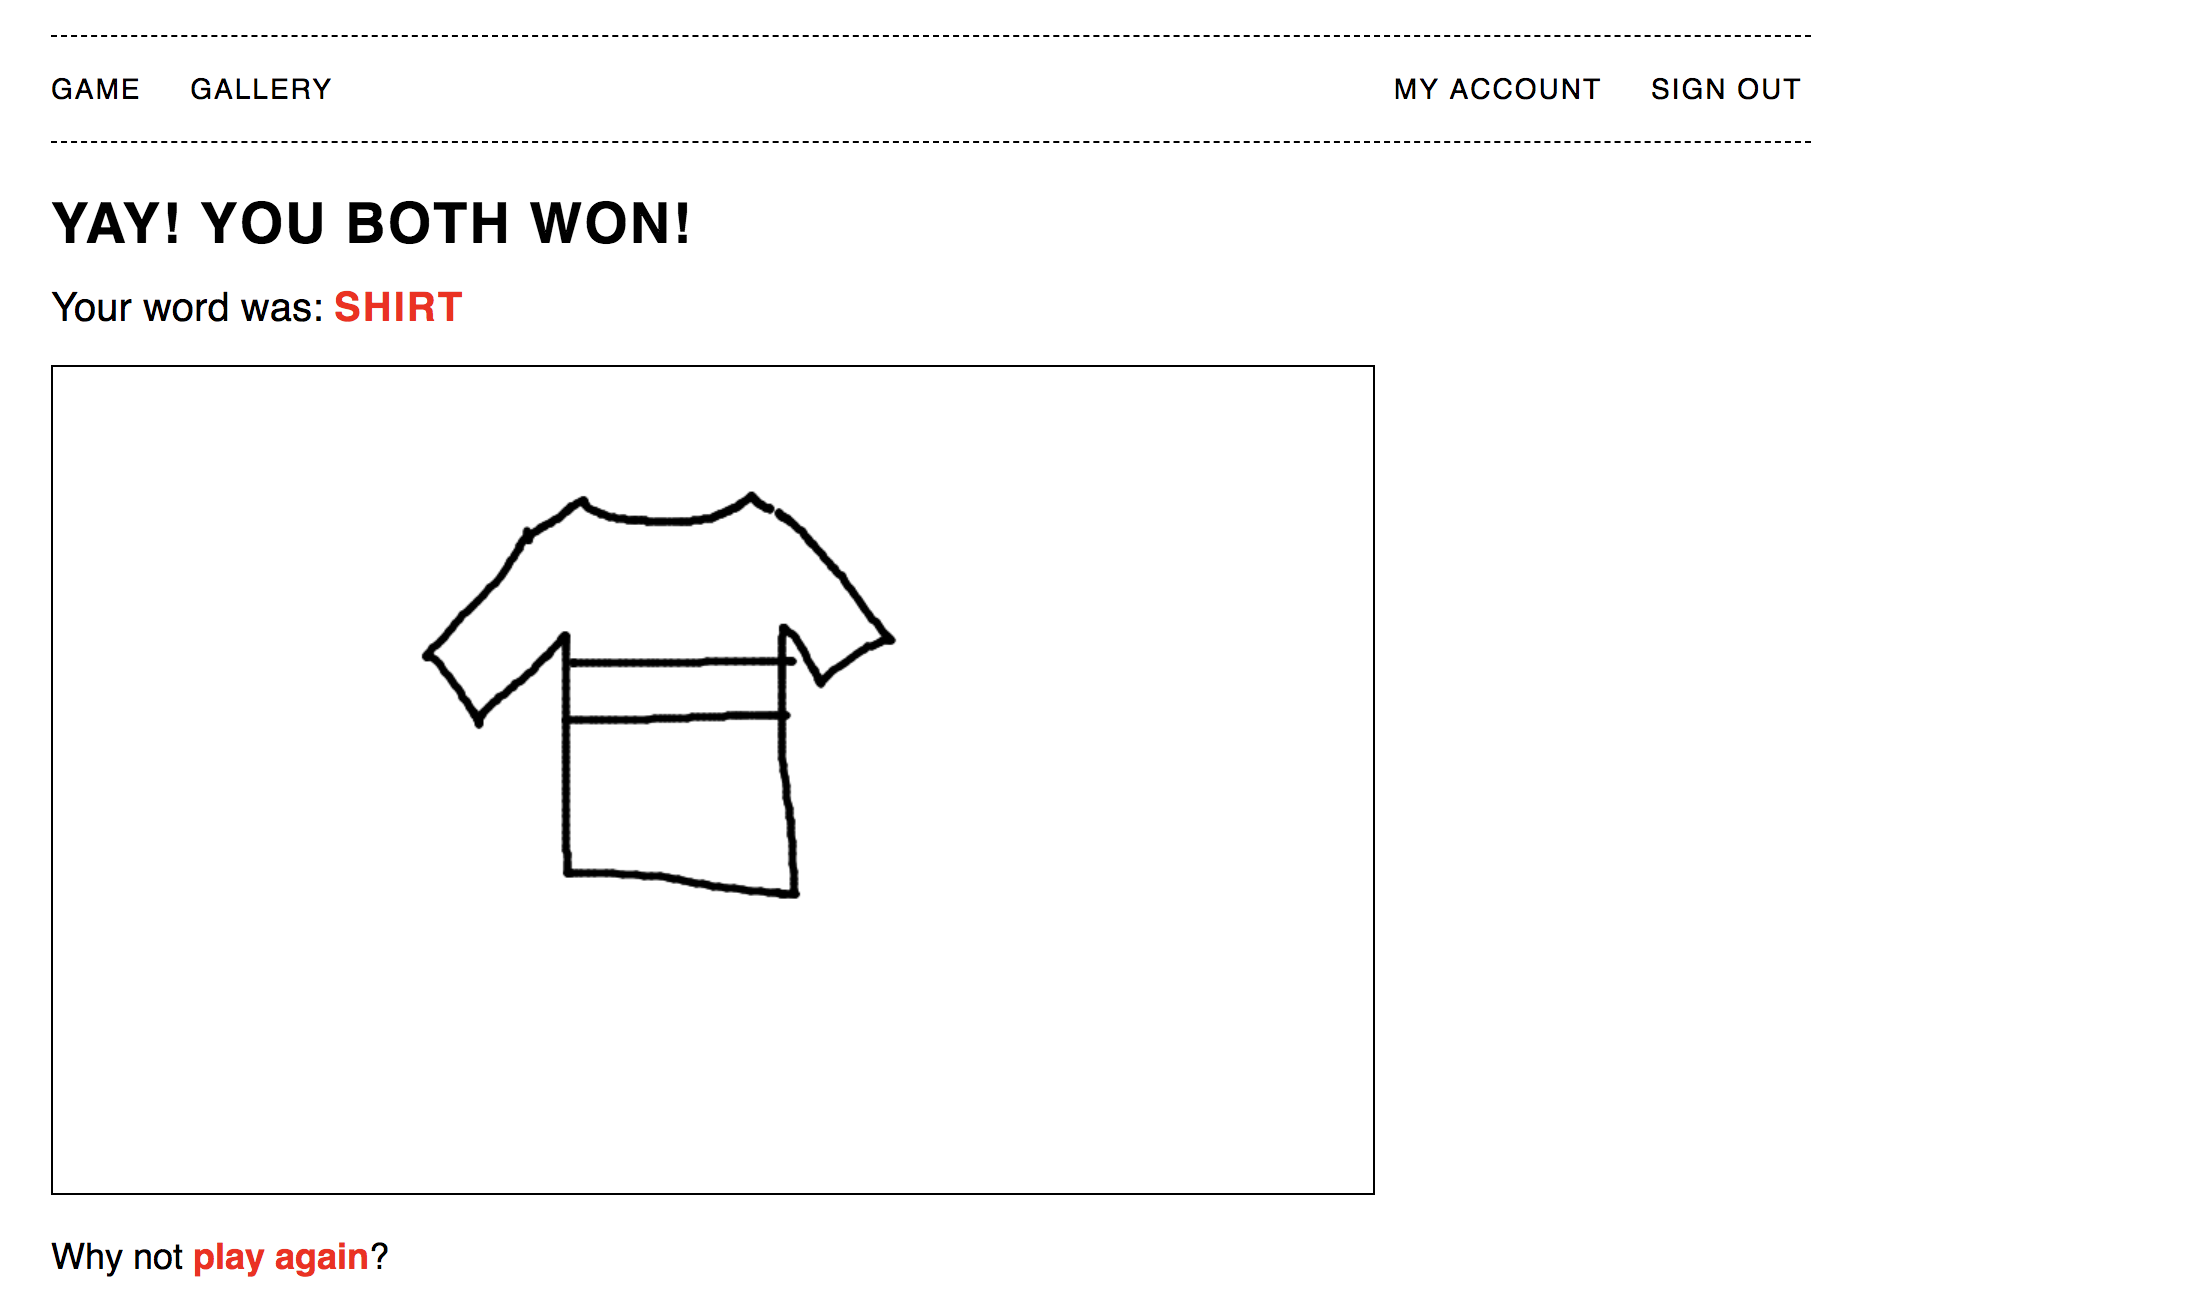 GAME GALLERY MY ACCOUNT SIGN OUT
YAY! YOU BOTH WON!
Your word was: SHIRT
Why not play again?